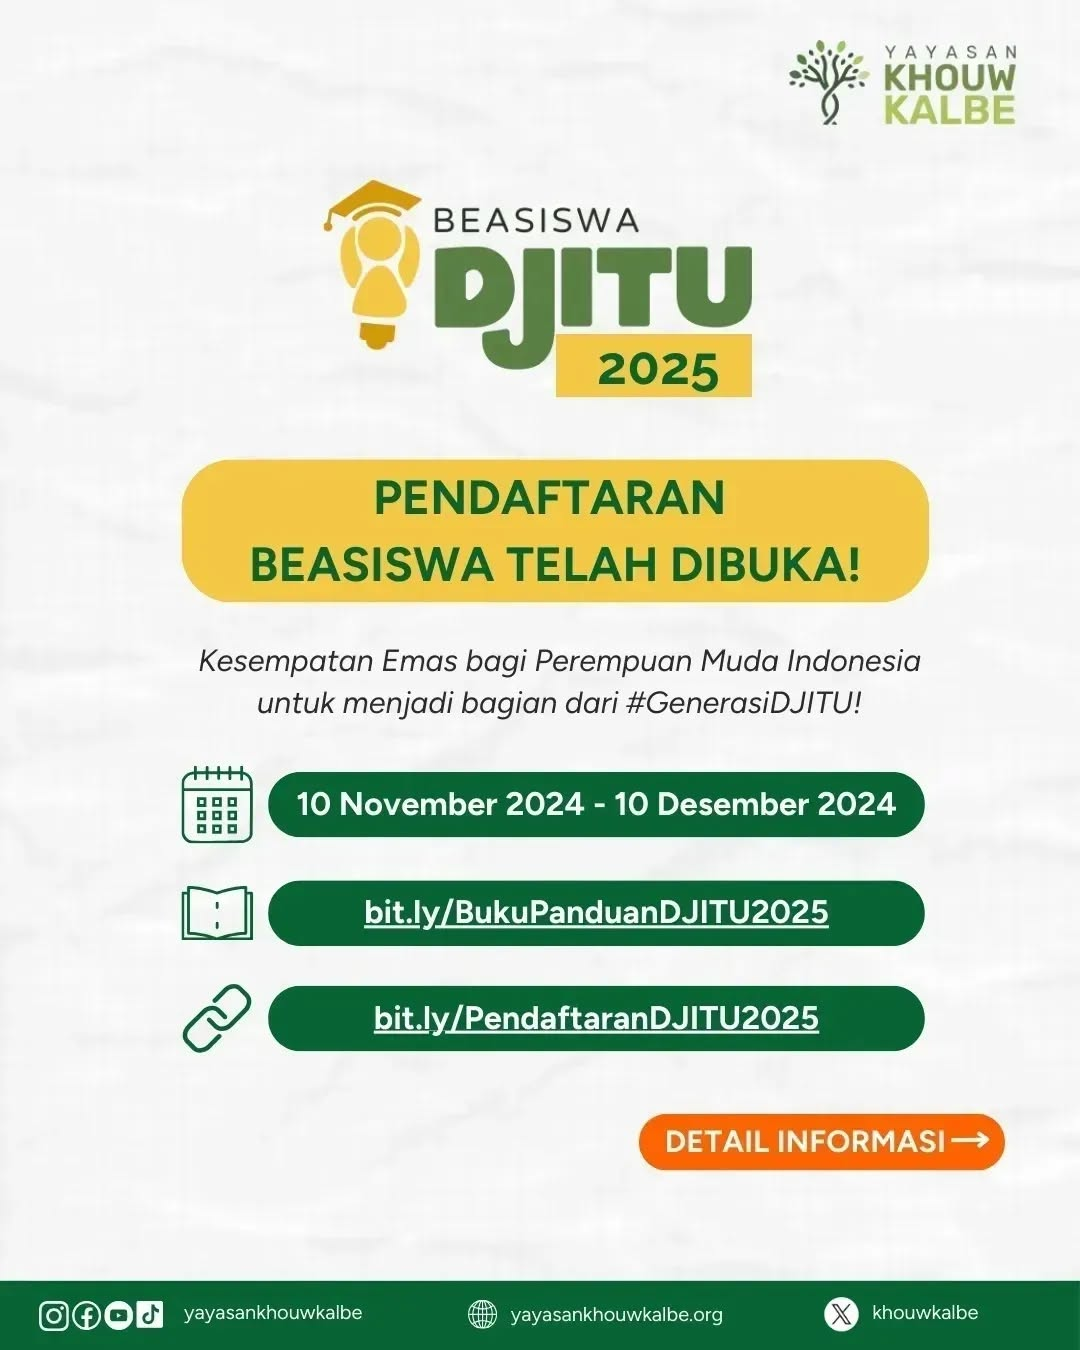 YAYASAN
KHOUW
KALBE
BEASISWA
DJITU
2025
PENDAFTARAN
BEASISWA TELAH DIBUKA!
Kesempatan Emas bagi Perempuan Muda Indonesia
untuk menjadi bagian dari #GenerasiDJITU!
10 November 2024 - 10 Desember 2024
bit.ly/BukuPanduanDJITU2025
bit.ly/PendaftaranDJITU2025
DETAIL INFORMASI
yayasankhouwkalbe
yayasankhouwkalbe.org
khouwkalbe